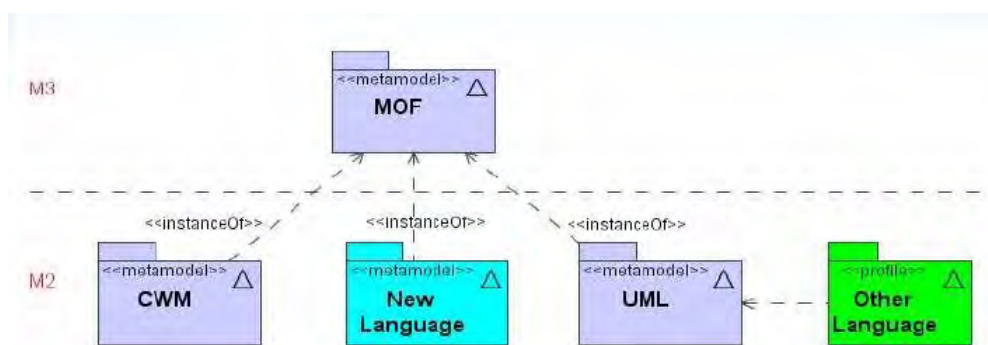 <<metamodel>>
M3
MOF
<<instanceOf>> <<instanceOf>> <<instanceOf>>
<<metamodel>> <<metamodel>> <<metamodel>> <<profile>>
M2
CWM New UML Other
Language Language